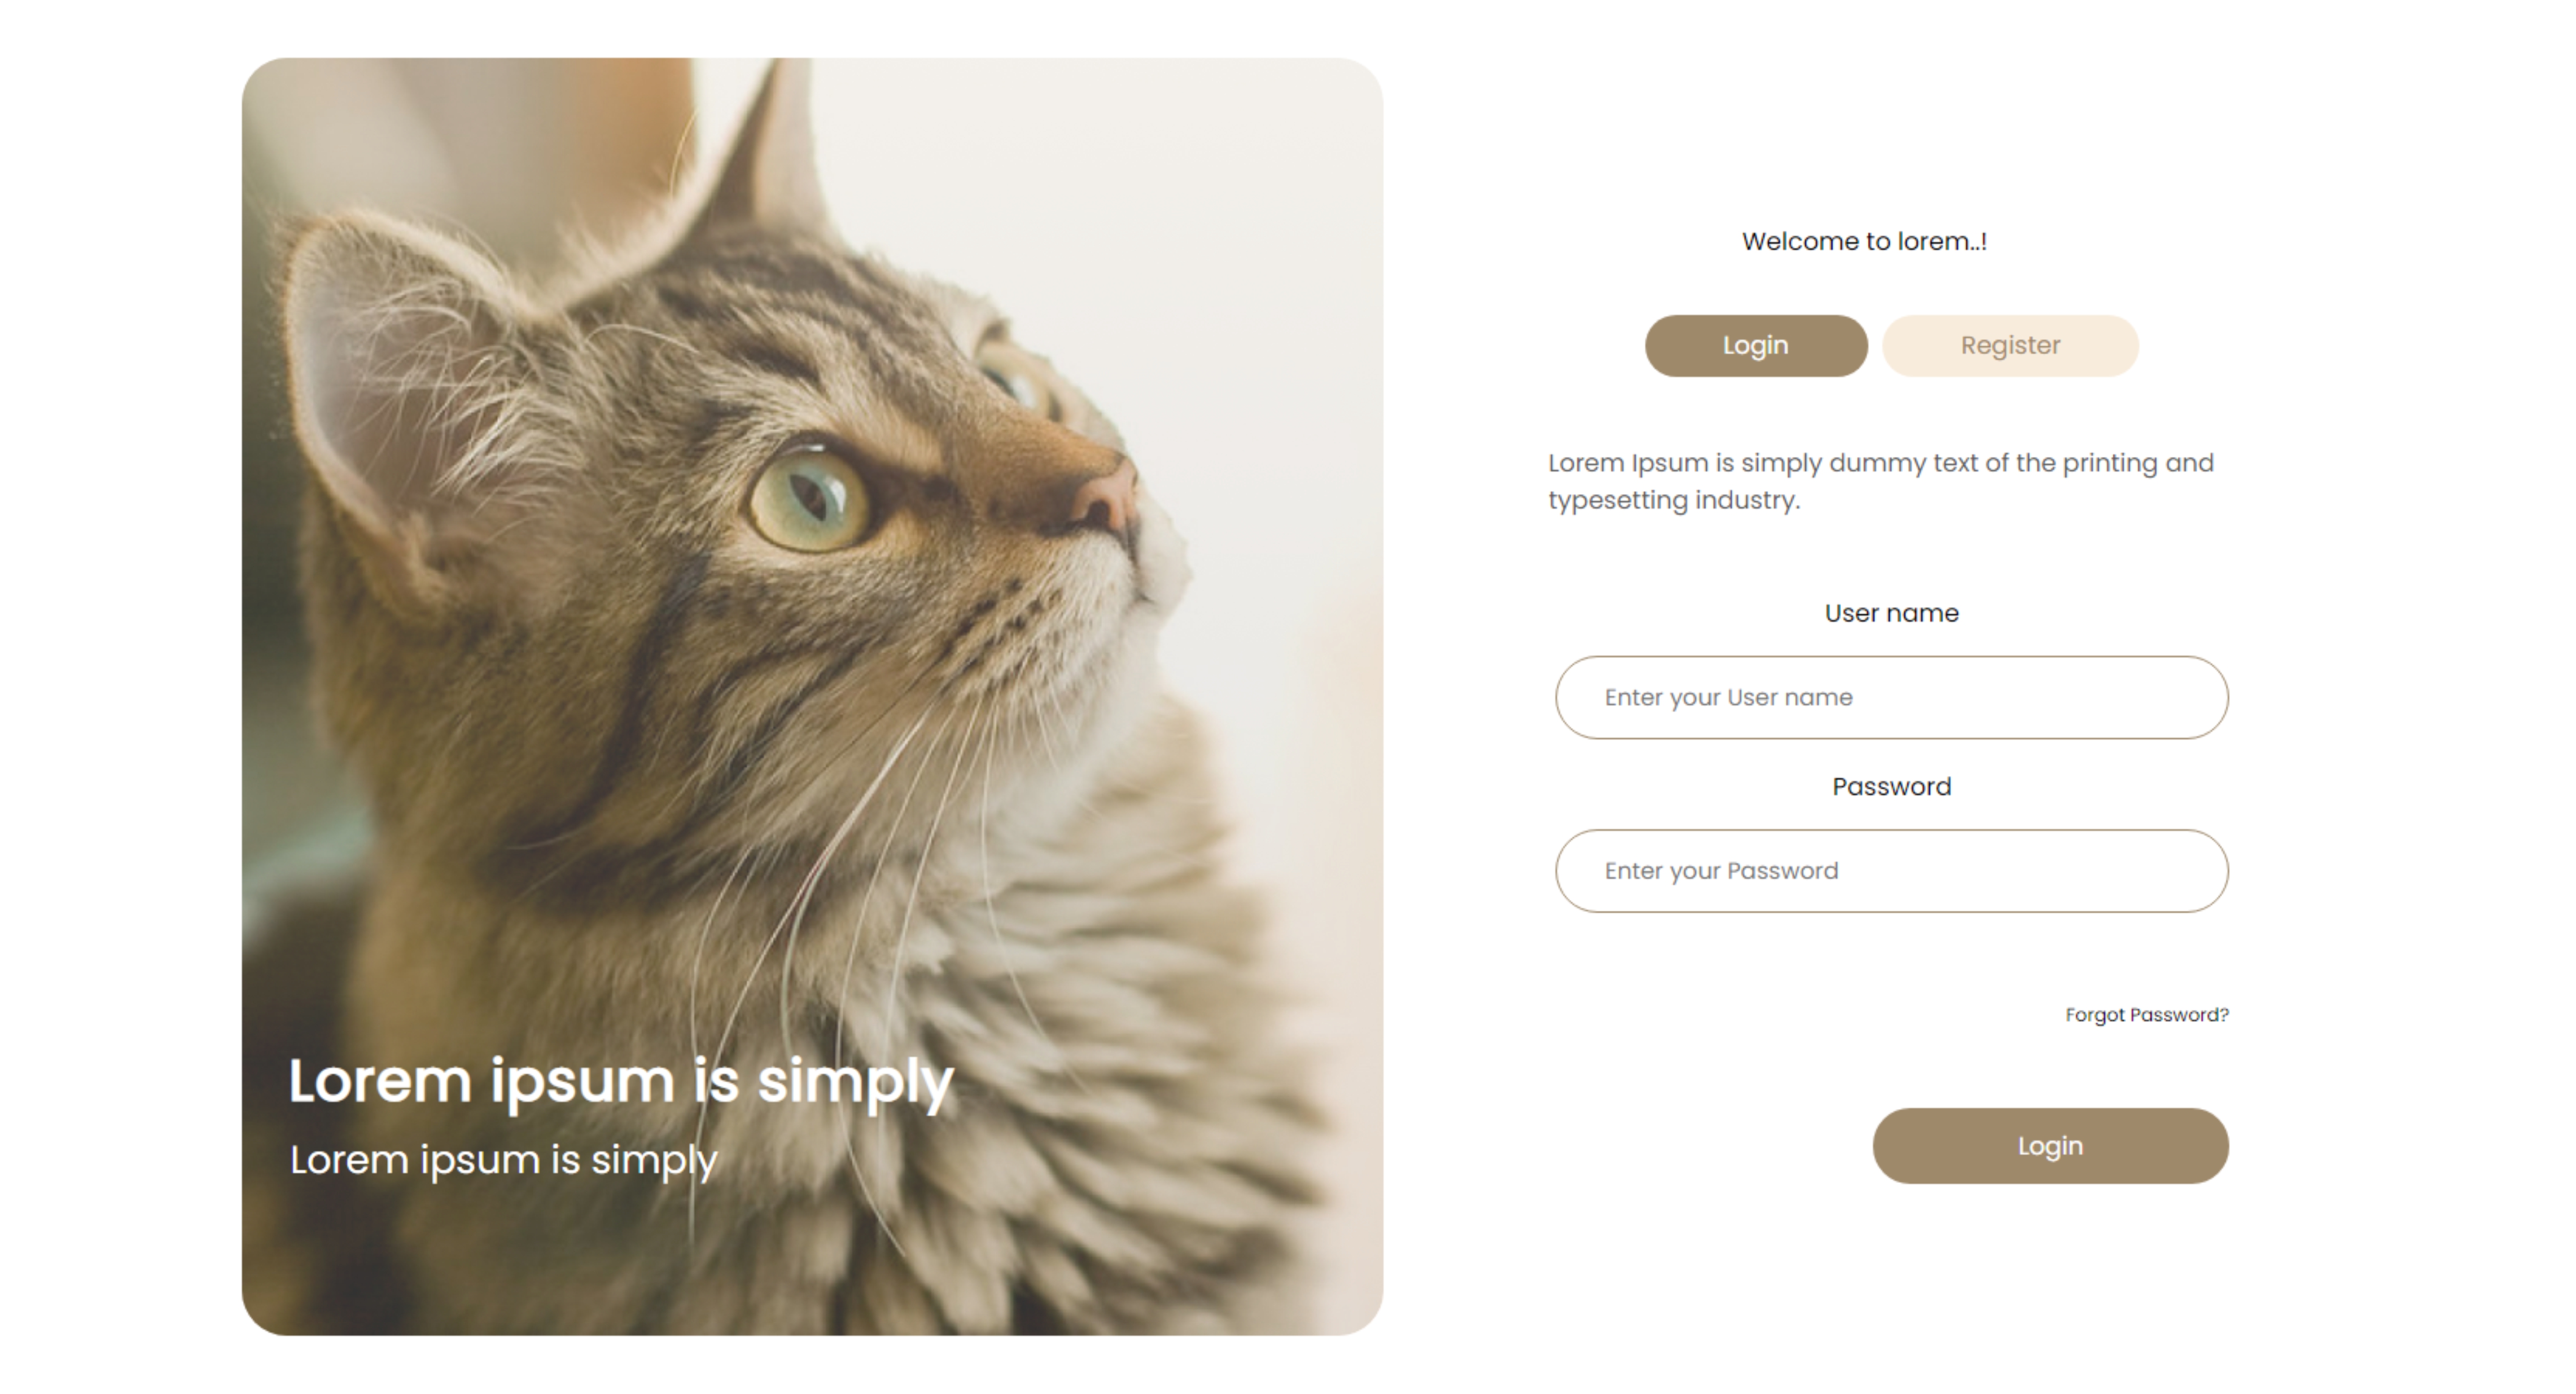 Welcome to lorem..!
Login
Register
Lorem Ipsum is simply dummy text of the printing and
typesetting industry.
User name
Enter your User name
Password
Enter your Password
Forgot Password?
Login
Lorem ipsum is simply
Lorem ipsum is simply